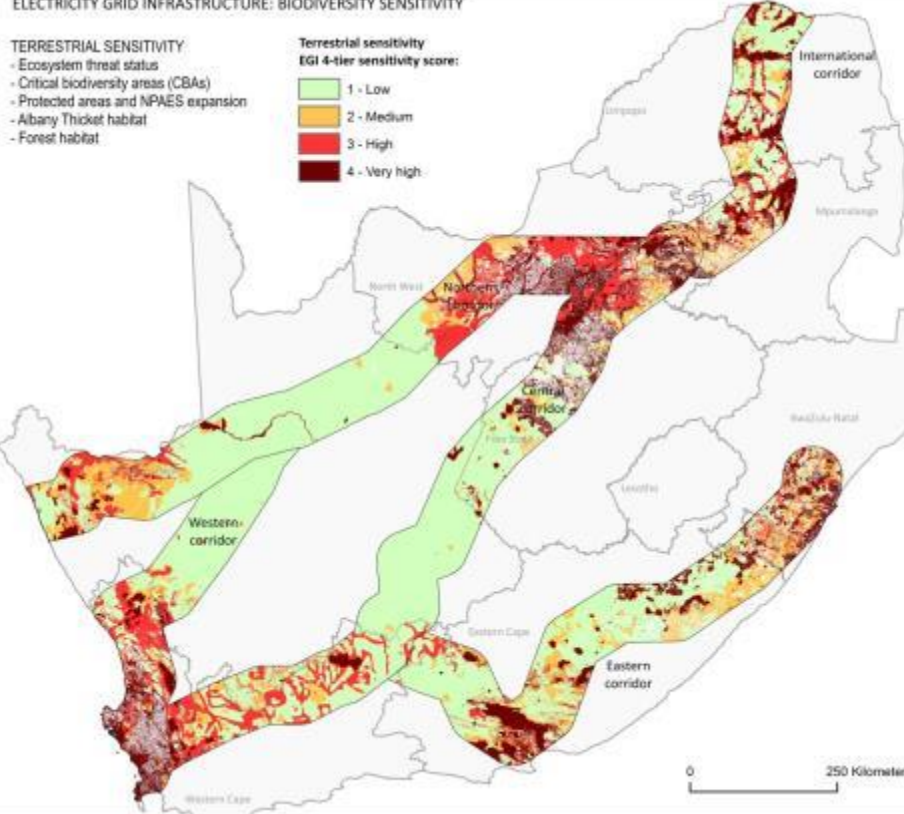 ELECTRICITY GRID INFRASTRUCTURE: BIODIVERSITY SENSITIVITY
TERRESTRIAL SENSITIVITY
- Ecosystem threat status
- Critical biodiversity areas (CBAs)
- Protected areas and NPAES expansion
- Albany Thicket habitat
- Forest habitat
Terrestrial sensitivity
EGI 4-tier sensitivity score:
1 - Low
2 - Medium
3 - High
4 - Very high
International
corridor
Limpopo
Mpumalanga
North West
Northern
corridor
Central
corridor
Free State
KwaZulu-Natal
Lesotho
Western
corridor
Eastern Cape
Eastern
corridor
Western Cape
0
250 Kilometer